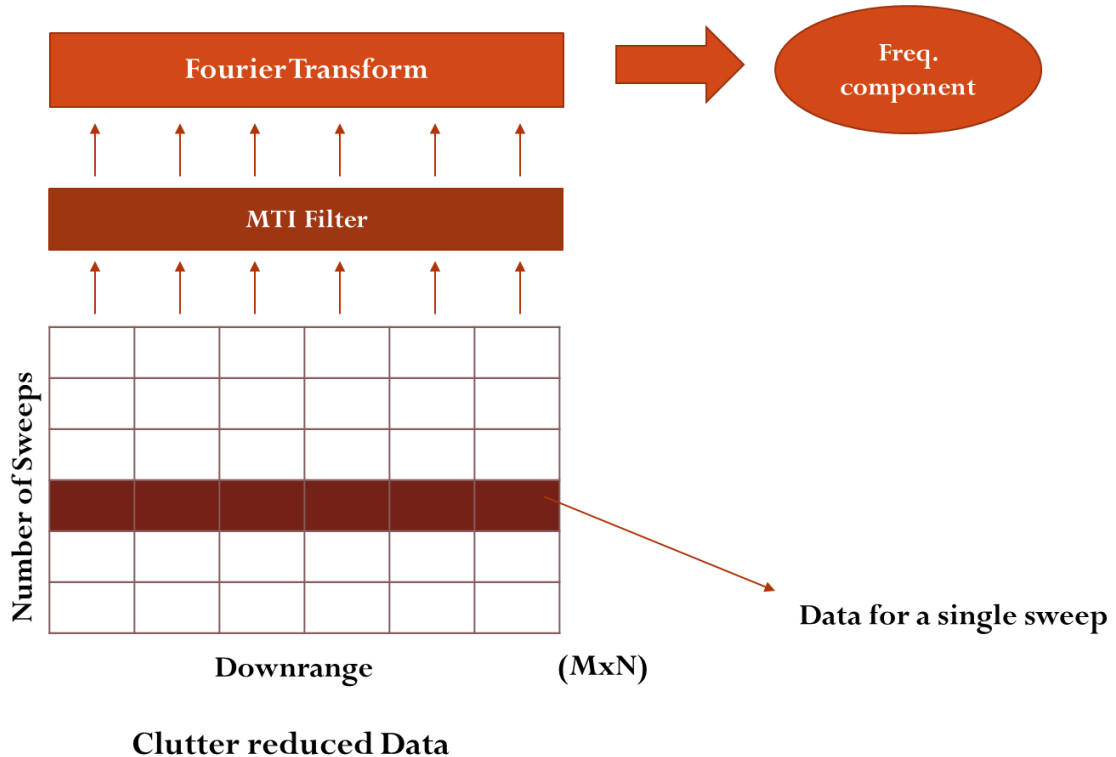 Fourier Transform
Freq.
component
MTI Filter
Number of Sweeps
Data for a single sweep
Downrange
(MxN)
Clutter reduced Data